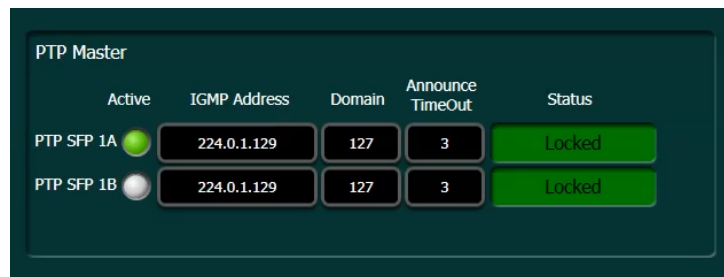 PTP Master
Active IGMP Address Domain Announce TimeOut Status
PTP SFP 1A 224.0.1.129 127 3 Locked
PTP SFP 1B 224.0.1.129 127 3 Locked